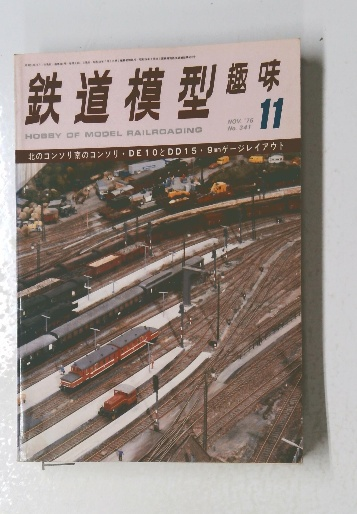 鉄道模型趣味
HOBBY OF MODEL RAILROADING
NOV. '76
No. 341
11
北のコンソリ南のコンソリ・DE10とDD15・9mmゲージレイアウト